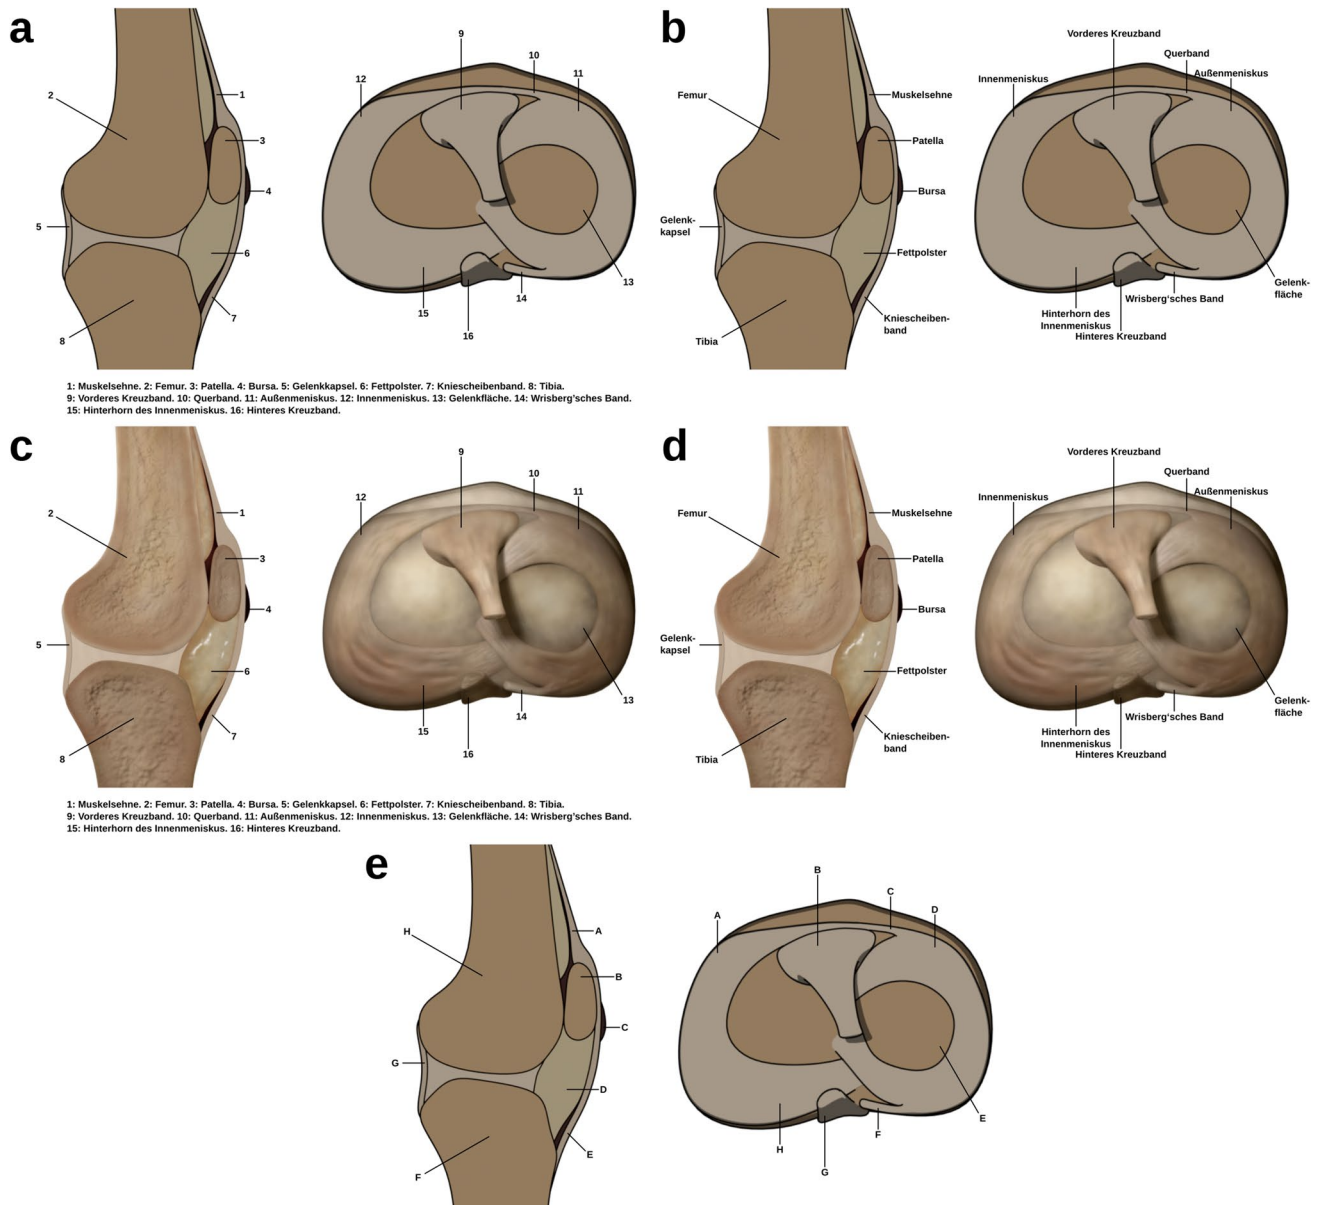 a
1
2
3
4
5
6
7
8
9
10
11
12
13
14
15
16
1: Muskelsehne. 2: Femur. 3: Patella. 4: Bursa. 5: Gelenkkapsel. 6: Fettpolster. 7: Kniescheibenband. 8: Tibia.
9: Vorderes Kreuzband. 10: Querband. 11: Außenmeniskus. 12: Innenmeniskus. 13: Gelenkfläche. 14: Wrisberg'sches Band.
15: Hinterhorn des Innenmeniskus. 16: Hinteres Kreuzband.
b
Femur
Muskelsehne
Patella
Bursa
Gelenk-
kapsel
Fettpolster
Kniescheiben-
band
Tibia
Vorderes Kreuzband
Querband
Außenmeniskus
Innenmeniskus
Gelenk-
fläche
Wrisberg‘sches Band
Hinterhorn des
Innenmeniskus
Hinteres Kreuzband
c
1
2
3
4
5
6
7
8
9
10
11
12
13
14
15
16
1: Muskelsehne. 2: Femur. 3: Patella. 4: Bursa. 5: Gelenkkapsel. 6: Fettpolster. 7: Kniescheibenband. 8: Tibia.
9: Vorderes Kreuzband. 10: Querband. 11: Außenmeniskus. 12: Innenmeniskus. 13: Gelenkfläche. 14: Wrisberg'sches Band.
15: Hinterhorn des Innenmeniskus. 16: Hinteres Kreuzband.
d
Femur
Muskelsehne
Patella
Bursa
Gelenk-
kapsel
Fettpolster
Kniescheiben-
band
Tibia
Vorderes Kreuzband
Querband
Außenmeniskus
Innenmeniskus
Gelenk-
fläche
Wrisberg‘sches Band
Hinterhorn des
Innenmeniskus
Hinteres Kreuzband
e
A
B
C
D
E
F
G
H
A
B
C
D
E
F
G
H